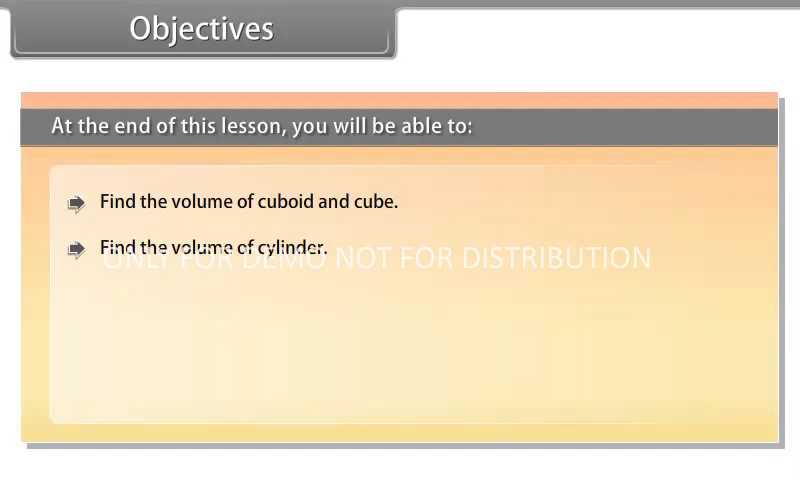 Objectives
At the end of this lesson, you will be able to:
Find the volume of cuboid and cube.
Find the volume of cylinder.
ONLY FOR DEMO NOT FOR DISTRIBUTION